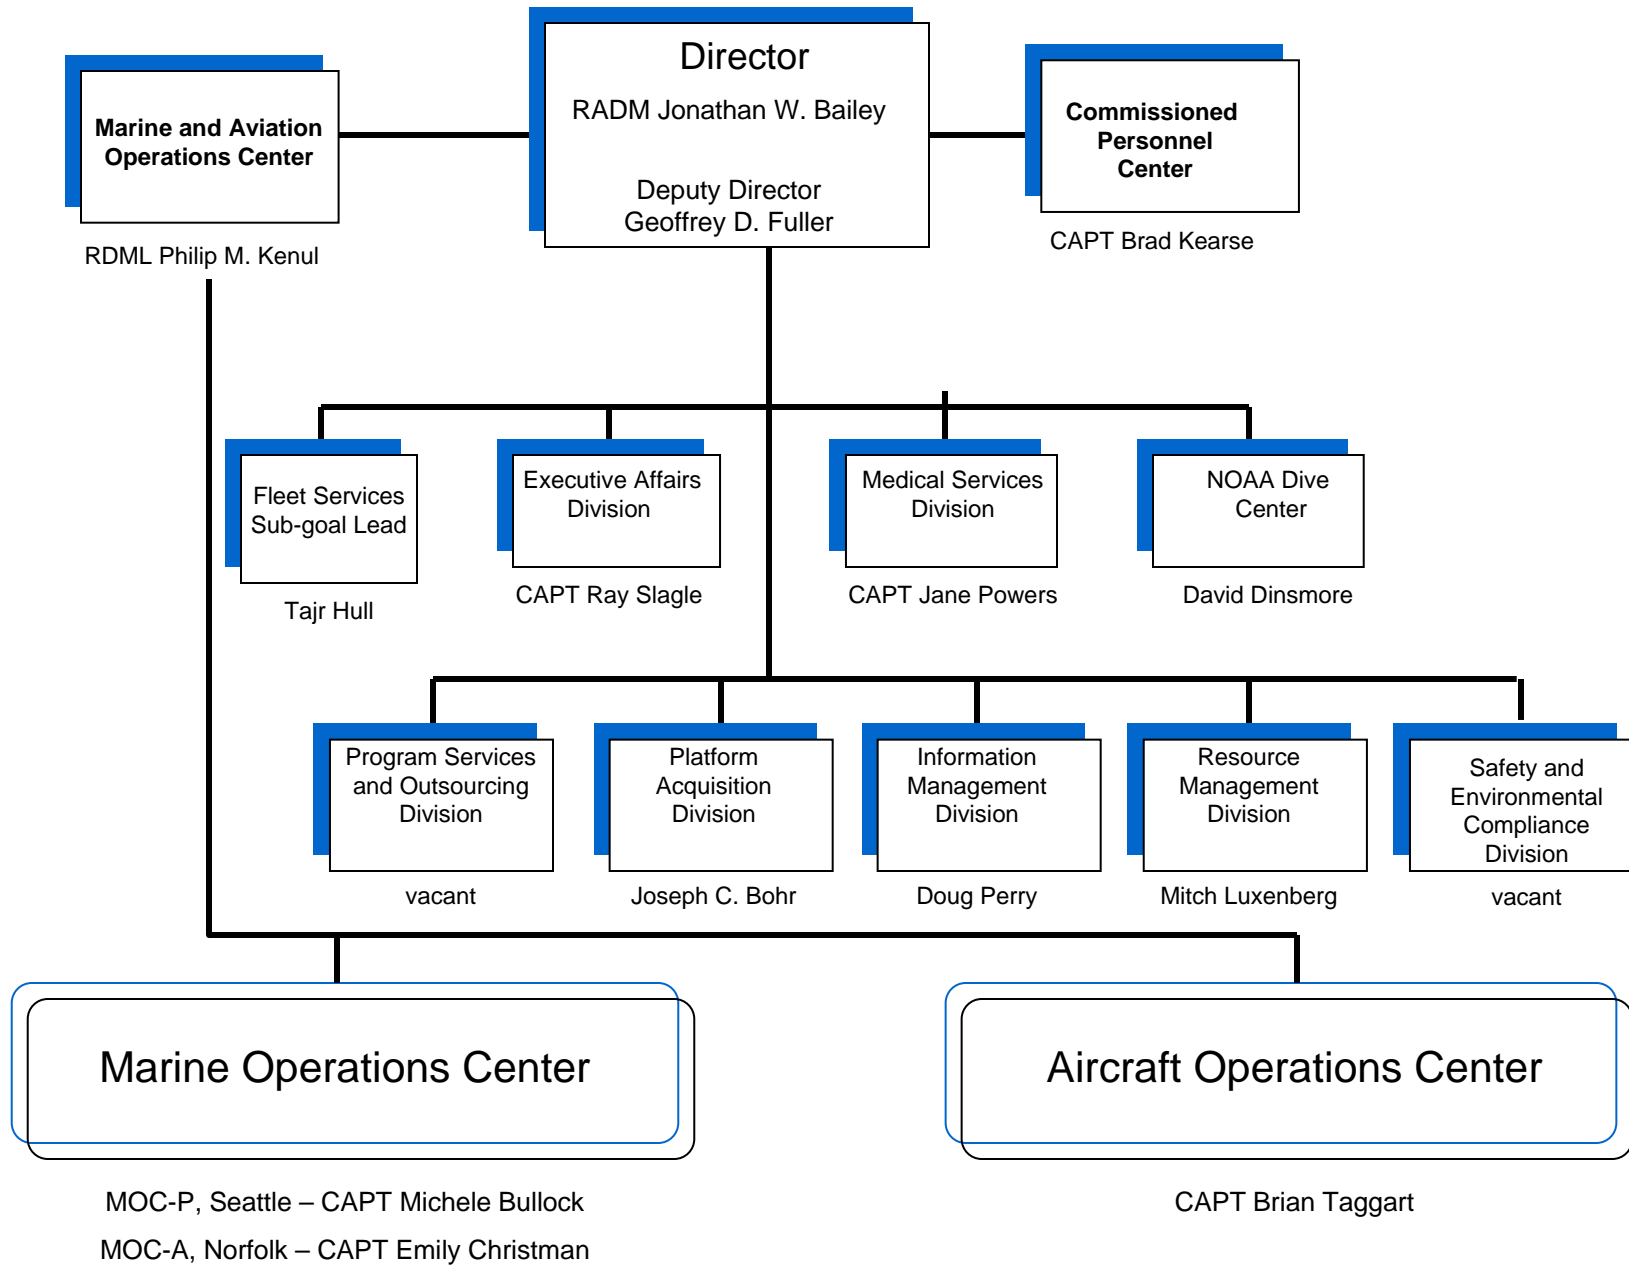 Director
RADM Jonathan W. Bailey
Deputy Director
Geoffrey D. Fuller
Marine and Aviation
Operations Center
RDML Philip M. Kenul
Commissioned
Personnel
Center
CAPT Brad Kearse
Fleet Services
Sub-goal Lead
Tajr Hull
Executive Affairs
Division
CAPT Ray Slagle
Medical Services
Division
CAPT Jane Powers
NOAA Dive
Center
David Dinsmore
Program Services
and Outsourcing
Division
vacant
Platform
Acquisition
Division
Joseph C. Bohr
Information
Management
Division
Doug Perry
Resource
Management
Division
Mitch Luxenberg
Safety and
Environmental
Compliance
Division
vacant
Marine Operations Center
MOC-P, Seattle – CAPT Michele Bullock
MOC-A, Norfolk – CAPT Emily Christman
Aircraft Operations Center
CAPT Brian Taggart